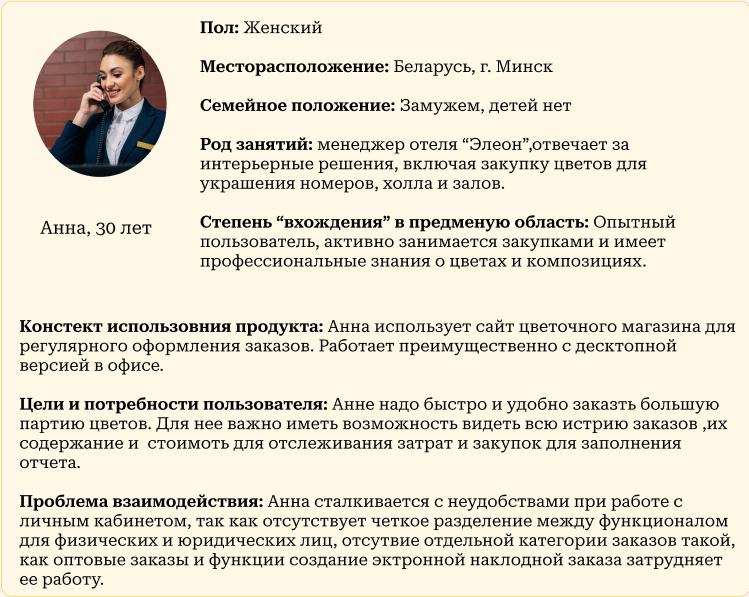 Пол: Женский
Месторасположение: Беларусь, г. Минск
Семейное положение: Замужем, детей нет
Род занятий: менеджер отеля “Элеон”,отвечает за
интерьерные решения, включая закупку цветов для
украшения номеров, холла и залов.
Анна, 30 лет
Степень “вхождения” в предменую область: Опытный
пользователь, активно занимается закупками и имеет
профессиональные знания о цветах и композициях.
Констект использовния продукта: Анна использует сайт цветочного магазина для
регулярного оформления заказов. Работает преимущественно с десктопной
версией в офисе.
Цели и потребности пользователя: Анне надо быстро и удобно заказть большую
партию цветов. Для нее важно иметь возможность видеть всю истрию заказов ,их
содержание и  стоимоть для отслеживания затрат и закупок для заполнения
отчета.
Проблема взаимодействия: Анна сталкивается с неудобствами при работе с
личным кабинетом, так как отсутствует четкое разделение между функционалом
для физических и юридических лиц, отсутвие отдельной категории заказов такой,
как оптовые заказы и функции создание эктронной наклодной заказа затрудняет
ее работу.